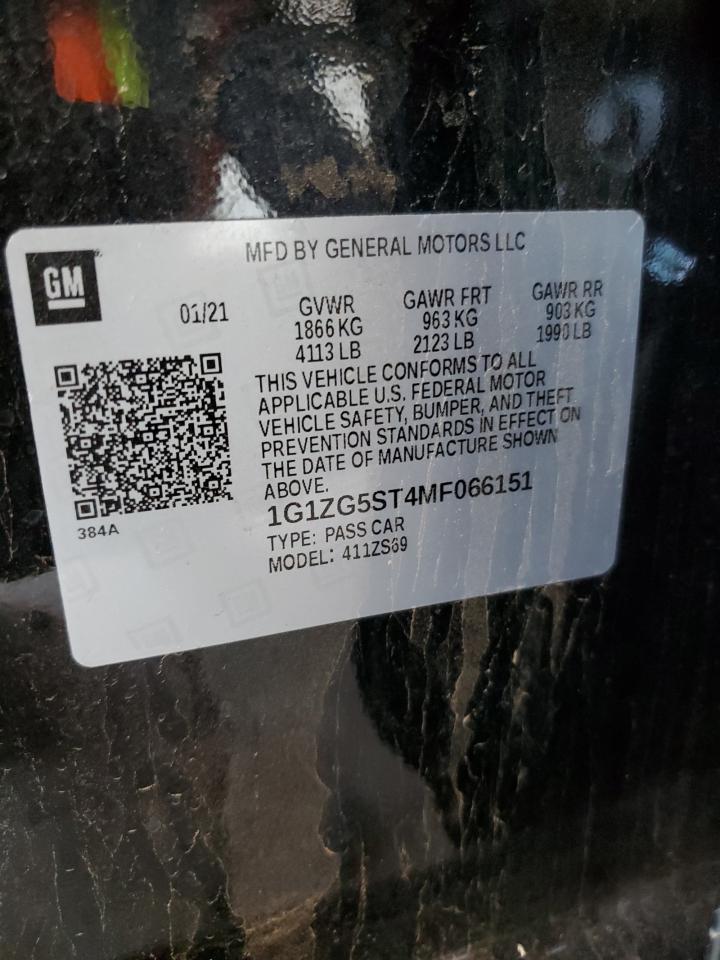 MFD BY GENERAL MOTORS LLC
GM
01/21
GVWR
1866 KG
4113 LB
GAWR FRT
963 KG
2123 LB
GAWR RR
903 KG
1990 LB
THIS VEHICLE CONFORMS TO ALL
APPLICABLE U.S. FEDERAL MOTOR
VEHICLE SAFETY, BUMPER, AND THEFT
PREVENTION STANDARDS IN EFFECT ON
THE DATE OF MANUFACTURE SHOWN
ABOVE.
384A
1G1ZG5ST4MF066151
TYPE: PASS CAR
MODEL: 411ZS69